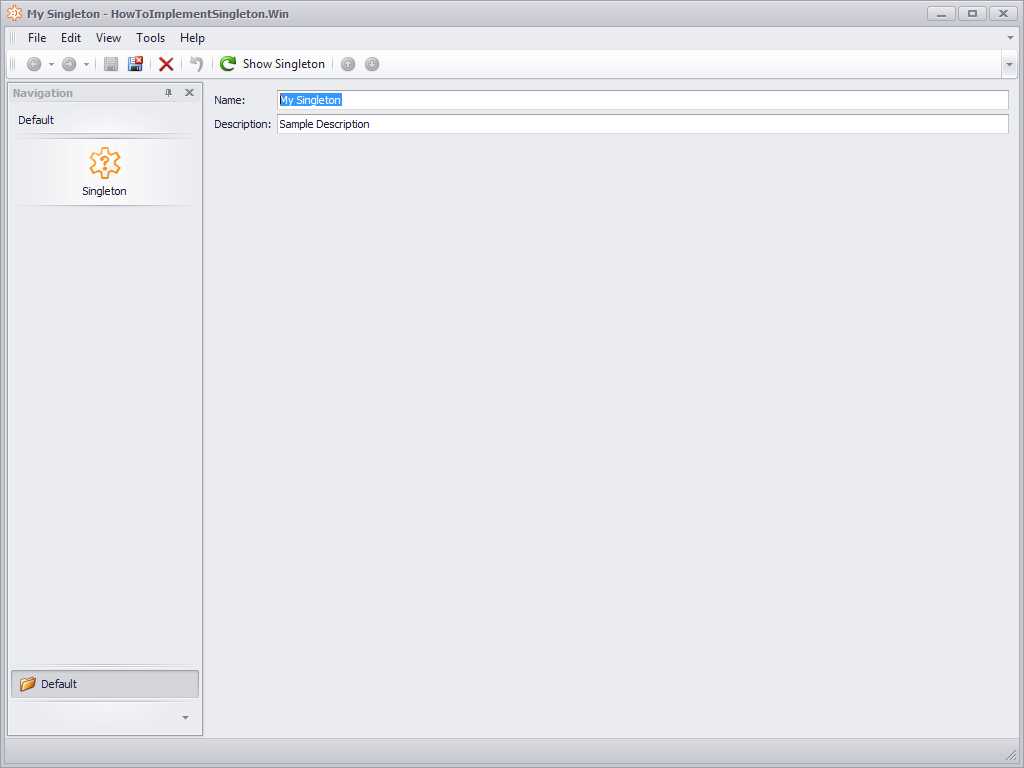 My Singleton - HowToImplementSingleton.Win
File Edit View Tools Help
Show Singleton
Navigation
Default
Singleton
Name: My Singleton
Description: Sample Description
Default